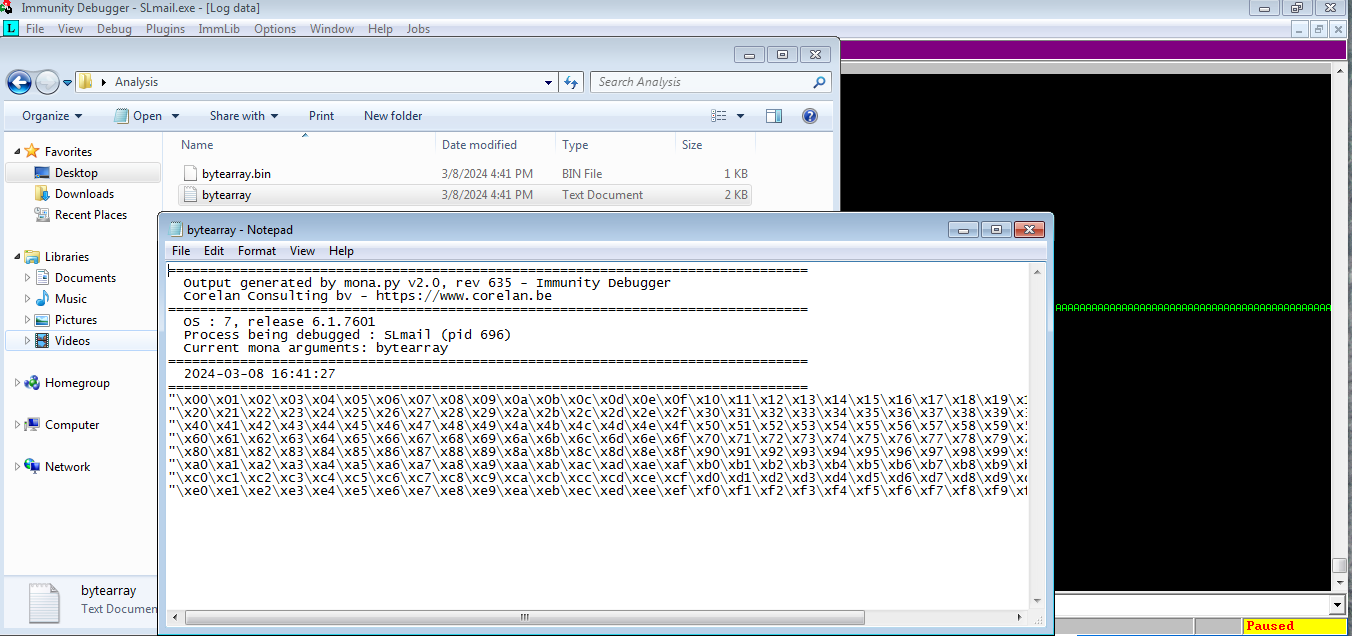 Immunity Debugger - SLmail.exe - [Log data]
L File View Debug Plugins ImmLib Options Window Help Jobs
Analysis
Search Analysis
Organize Open Share with Print New folder
Name Date modified Type Size
bytearray.bin 3/8/2024 4:41 PM BIN File 1 KB
bytearray 3/8/2024 4:41 PM Text Document 2 KB
Favorites
Desktop
Downloads
Recent Places
Libraries
Documents
Music
Pictures
Videos
Homegroup
Computer
Network
bytearray
Text Documen
bytearray - Notepad
File Edit Format View Help
================================================================================
Output generated by mona.py v2.0, rev 635 - Immunity Debugger
Corelan Consulting bv - https://www.corelan.be
================================================================================
OS : 7, release 6.1.7601
Process being debugged : SLmail (pid 696)
Current mona arguments: bytearray
================================================================================
2024-03-08 16:41:27
================================================================================
"\x00\x01\x02\x03\x04\x05\x06\x07\x08\x09\x0a\x0b\x0c\x0d\x0e\x0f\x10\x11\x12\x13\x14\x15\x16\x17\x18\x19\x1
"\x20\x21\x22\x23\x24\x25\x26\x27\x28\x29\x2a\x2b\x2c\x2d\x2e\x2f\x30\x31\x32\x33\x34\x35\x36\x37\x38\x39\x3
"\x40\x41\x42\x43\x44\x45\x46\x47\x48\x49\x4a\x4b\x4c\x4d\x4e\x4f\x50\x51\x52\x53\x54\x55\x56\x57\x58\x59\x5
"\x60\x61\x62\x63\x64\x65\x66\x67\x68\x69\x6a\x6b\x6c\x6d\x6e\x6f\x70\x71\x72\x73\x74\x75\x76\x77\x78\x79\x7
"\x80\x81\x82\x83\x84\x85\x86\x87\x88\x89\x8a\x8b\x8c\x8d\x8e\x8f\x90\x91\x92\x93\x94\x95\x96\x97\x98\x99\x9
"\xa0\xa1\xa2\xa3\xa4\xa5\xa6\xa7\xa8\xa9\xaa\xab\xac\xad\xae\xaf\xb0\xb1\xb2\xb3\xb4\xb5\xb6\xb7\xb8\xb9\xb
"\xc0\xc1\xc2\xc3\xc4\xc5\xc6\xc7\xc8\xc9\xca\xcb\xcc\xcd\xce\xcf\xd0\xd1\xd2\xd3\xd4\xd5\xd6\xd7\xd8\xd9\xd
"\xe0\xe1\xe2\xe3\xe4\xe5\xe6\xe7\xe8\xe9\xea\xeb\xec\xed\xee\xef\xf0\xf1\xf2\xf3\xf4\xf5\xf6\xf7\xf8\xf9\xf
Paused